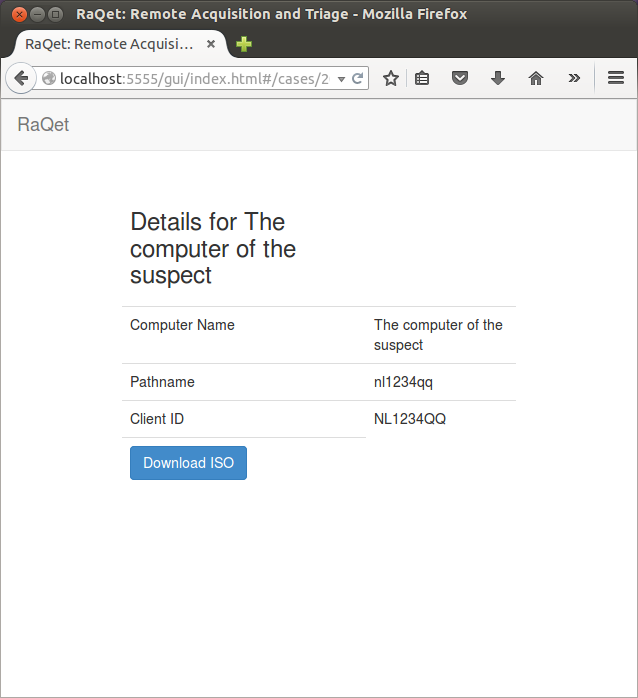 RaQet: Remote Acquisition and Triage - Mozilla Firefox
RaQet: Remote Acquisi...
localhost:5555/gui/index.html#/cases/2
RaQet
Details for The
computer of the
suspect
Computer Name
The computer of the
suspect
Pathname
nl1234qq
Client ID
NL1234QQ
Download ISO